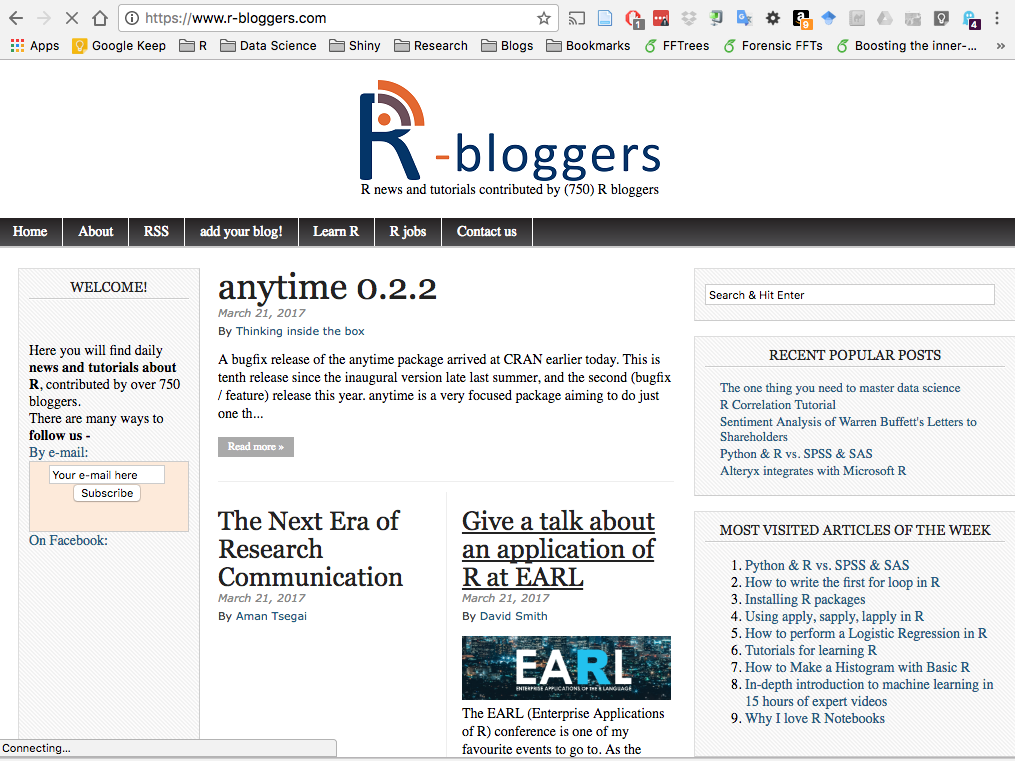 https://www.r-bloggers.com
1
9
4
Apps Google Keep R Data Science Shiny Research Blogs Bookmarks FFTrees Forensic FFTs Boosting the inner-... »
R-bloggers
R news and tutorials contributed by (750) R bloggers
Home About RSS add your blog! Learn R R jobs Contact us
WELCOME!
Here you will find daily
news and tutorials about
R, contributed by over 750
bloggers.
There are many ways to
follow us -
By e-mail:
Your e-mail here
Subscribe
On Facebook:
anytime 0.2.2
March 21, 2017
By Thinking inside the box
A bugfix release of the anytime package arrived at CRAN earlier today. This is
tenth release since the inaugural version late last summer, and the second (bugfix
/ feature) release this year. anytime is a very focused package aiming to do just
one th...
Read more »
The Next Era of
Research
Communication
March 21, 2017
By Aman Tsegai
Give a talk about
an application of
R at EARL
March 21, 2017
By David Smith
EARL
ENTERPRISE APPLICATIONS OF THE R LANGUAGE
The EARL (Enterprise Applications
of R) conference is one of my
favourite events to go to. As the
Search & Hit Enter
RECENT POPULAR POSTS
The one thing you need to master data science
R Correlation Tutorial
Sentiment Analysis of Warren Buffett's Letters to
Shareholders
Python & R vs. SPSS & SAS
Alteryx integrates with Microsoft R
MOST VISITED ARTICLES OF THE WEEK
1. Python & R vs. SPSS & SAS
2. How to write the first for loop in R
3. Installing R packages
4. Using apply, sapply, lapply in R
5. How to perform a Logistic Regression in R
6. Tutorials for learning R
7. How to Make a Histogram with Basic R
8. In-depth introduction to machine learning in
15 hours of expert videos
9. Why I love R Notebooks
Connecting...